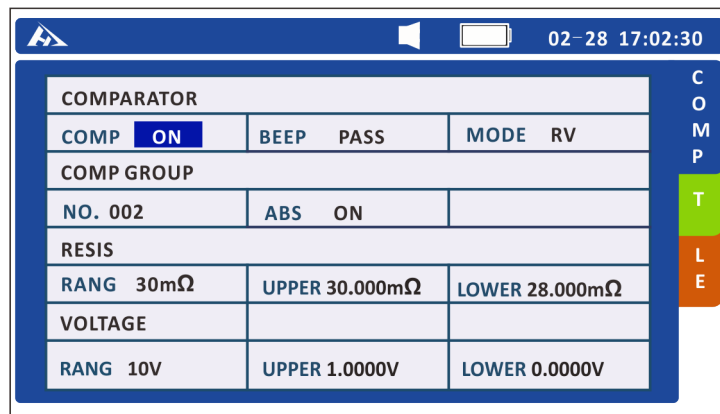 02-28 17:02:30
COMPARATOR
COMP ON BEEP PASS MODE RV
COMP GROUP
NO. 002 ABS ON
RESIS
RANG 30mΩ UPPER 30.000mΩ LOWER 28.000mΩ
VOLTAGE
RANG 10V UPPER 1.0000V LOWER 0.0000V
COMP
T
LE